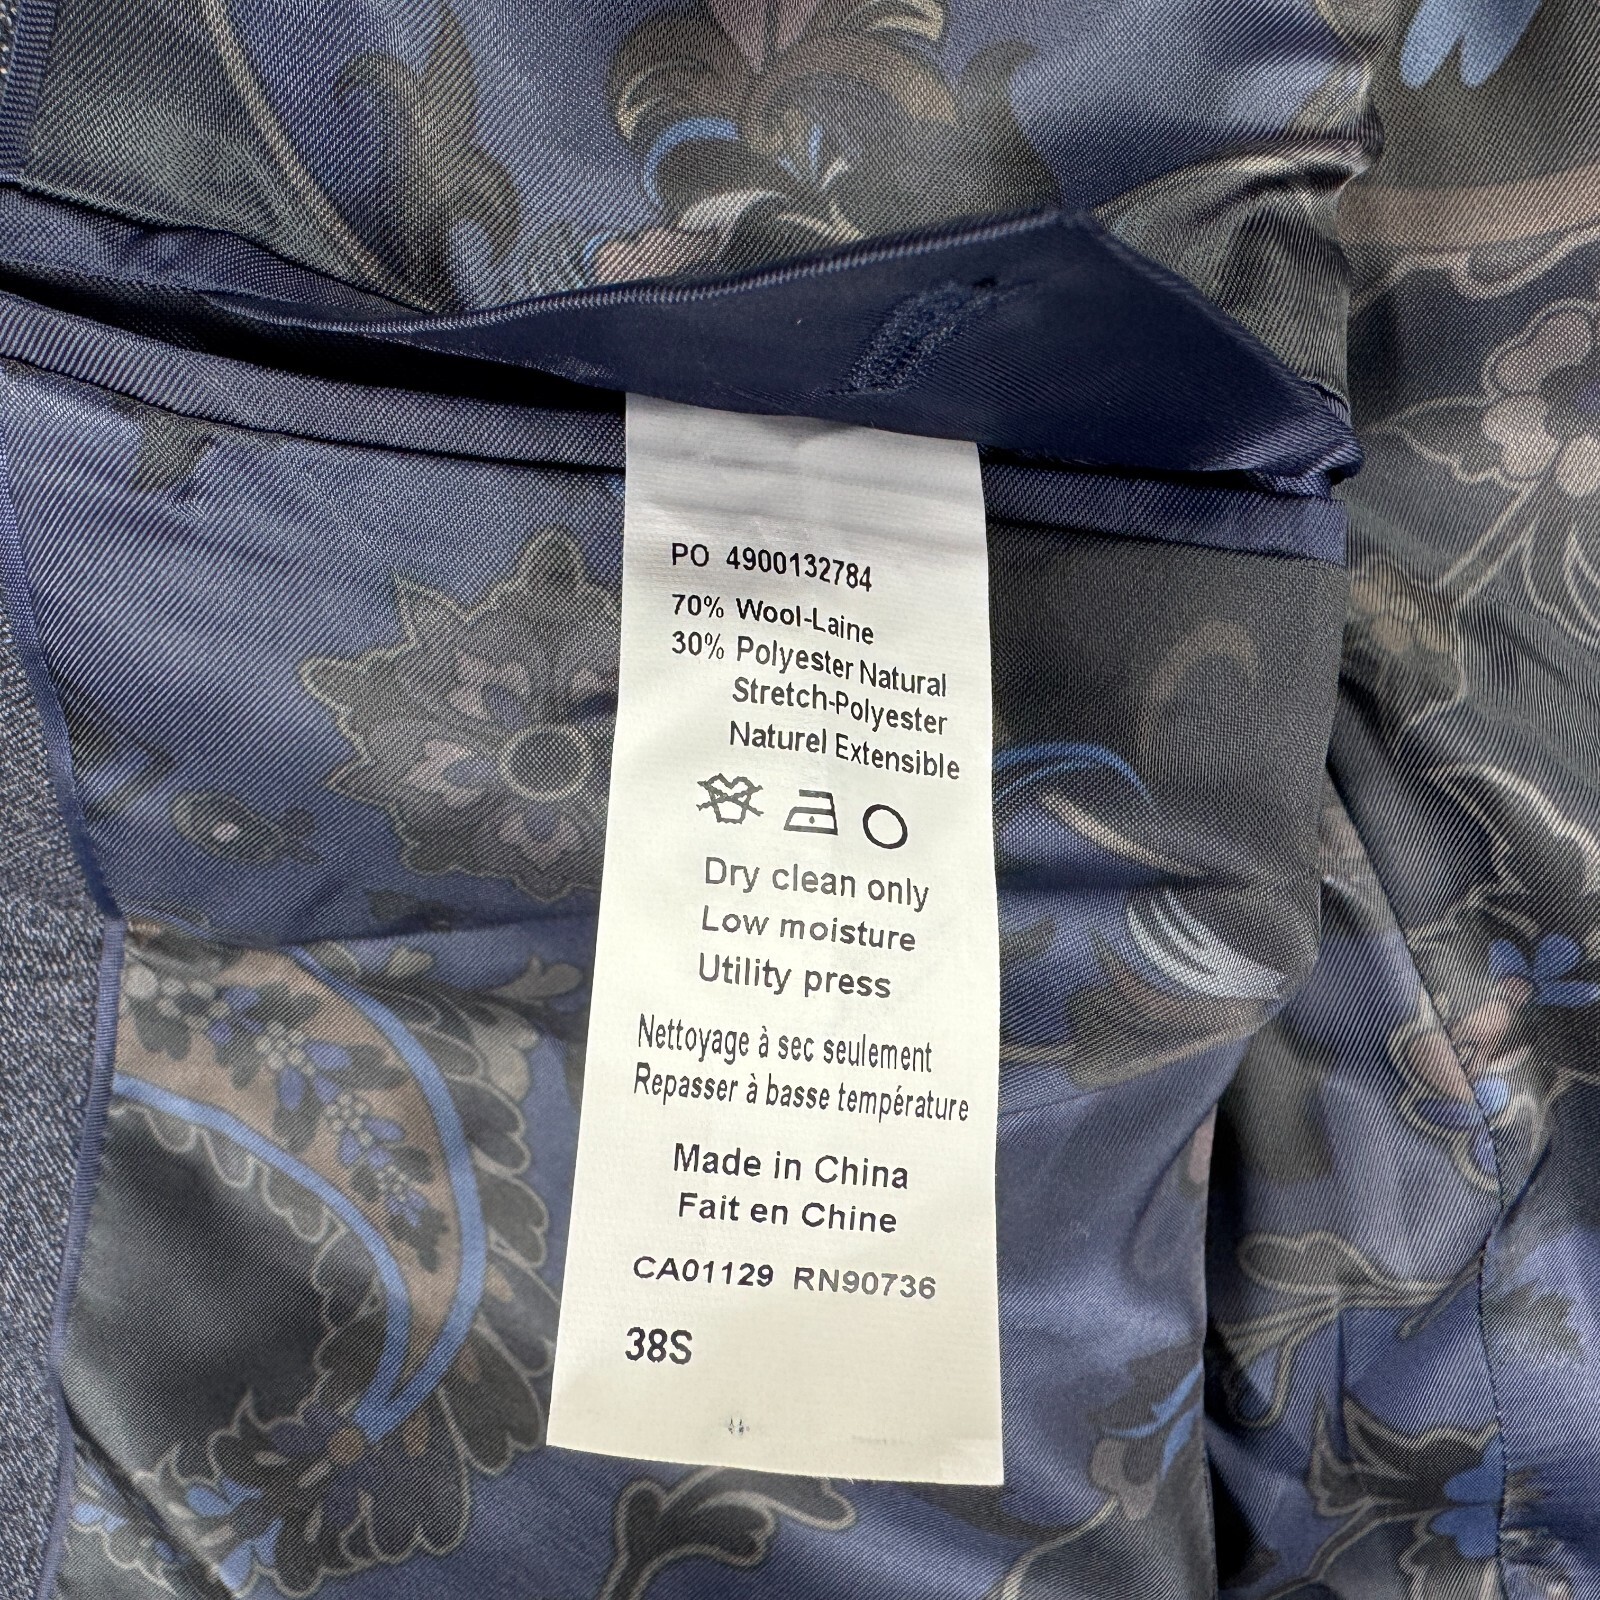 PO 4900132784
70% Wool-Laine
30% Polyester Natural
Stretch-Polyester
Naturel Extensible
Dry clean only
Low moisture
Utility press
Nettoyage à sec seulement
Repasser à basse température
Made in China
Fait en Chine
CA01129 RN90736
38S